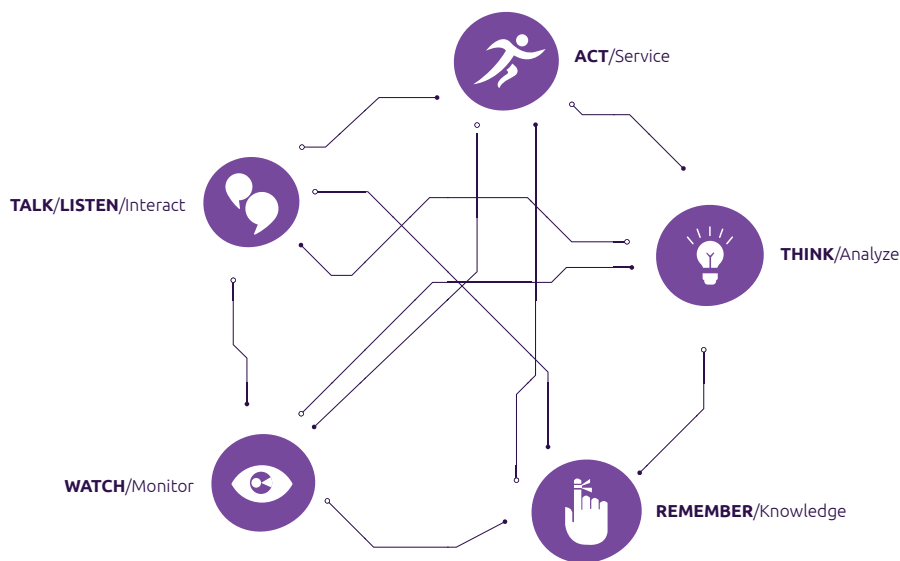 ACT/Service
TALK/LISTEN/Interact
THINK/Analyze
WATCH/Monitor
REMEMBER/Knowledge